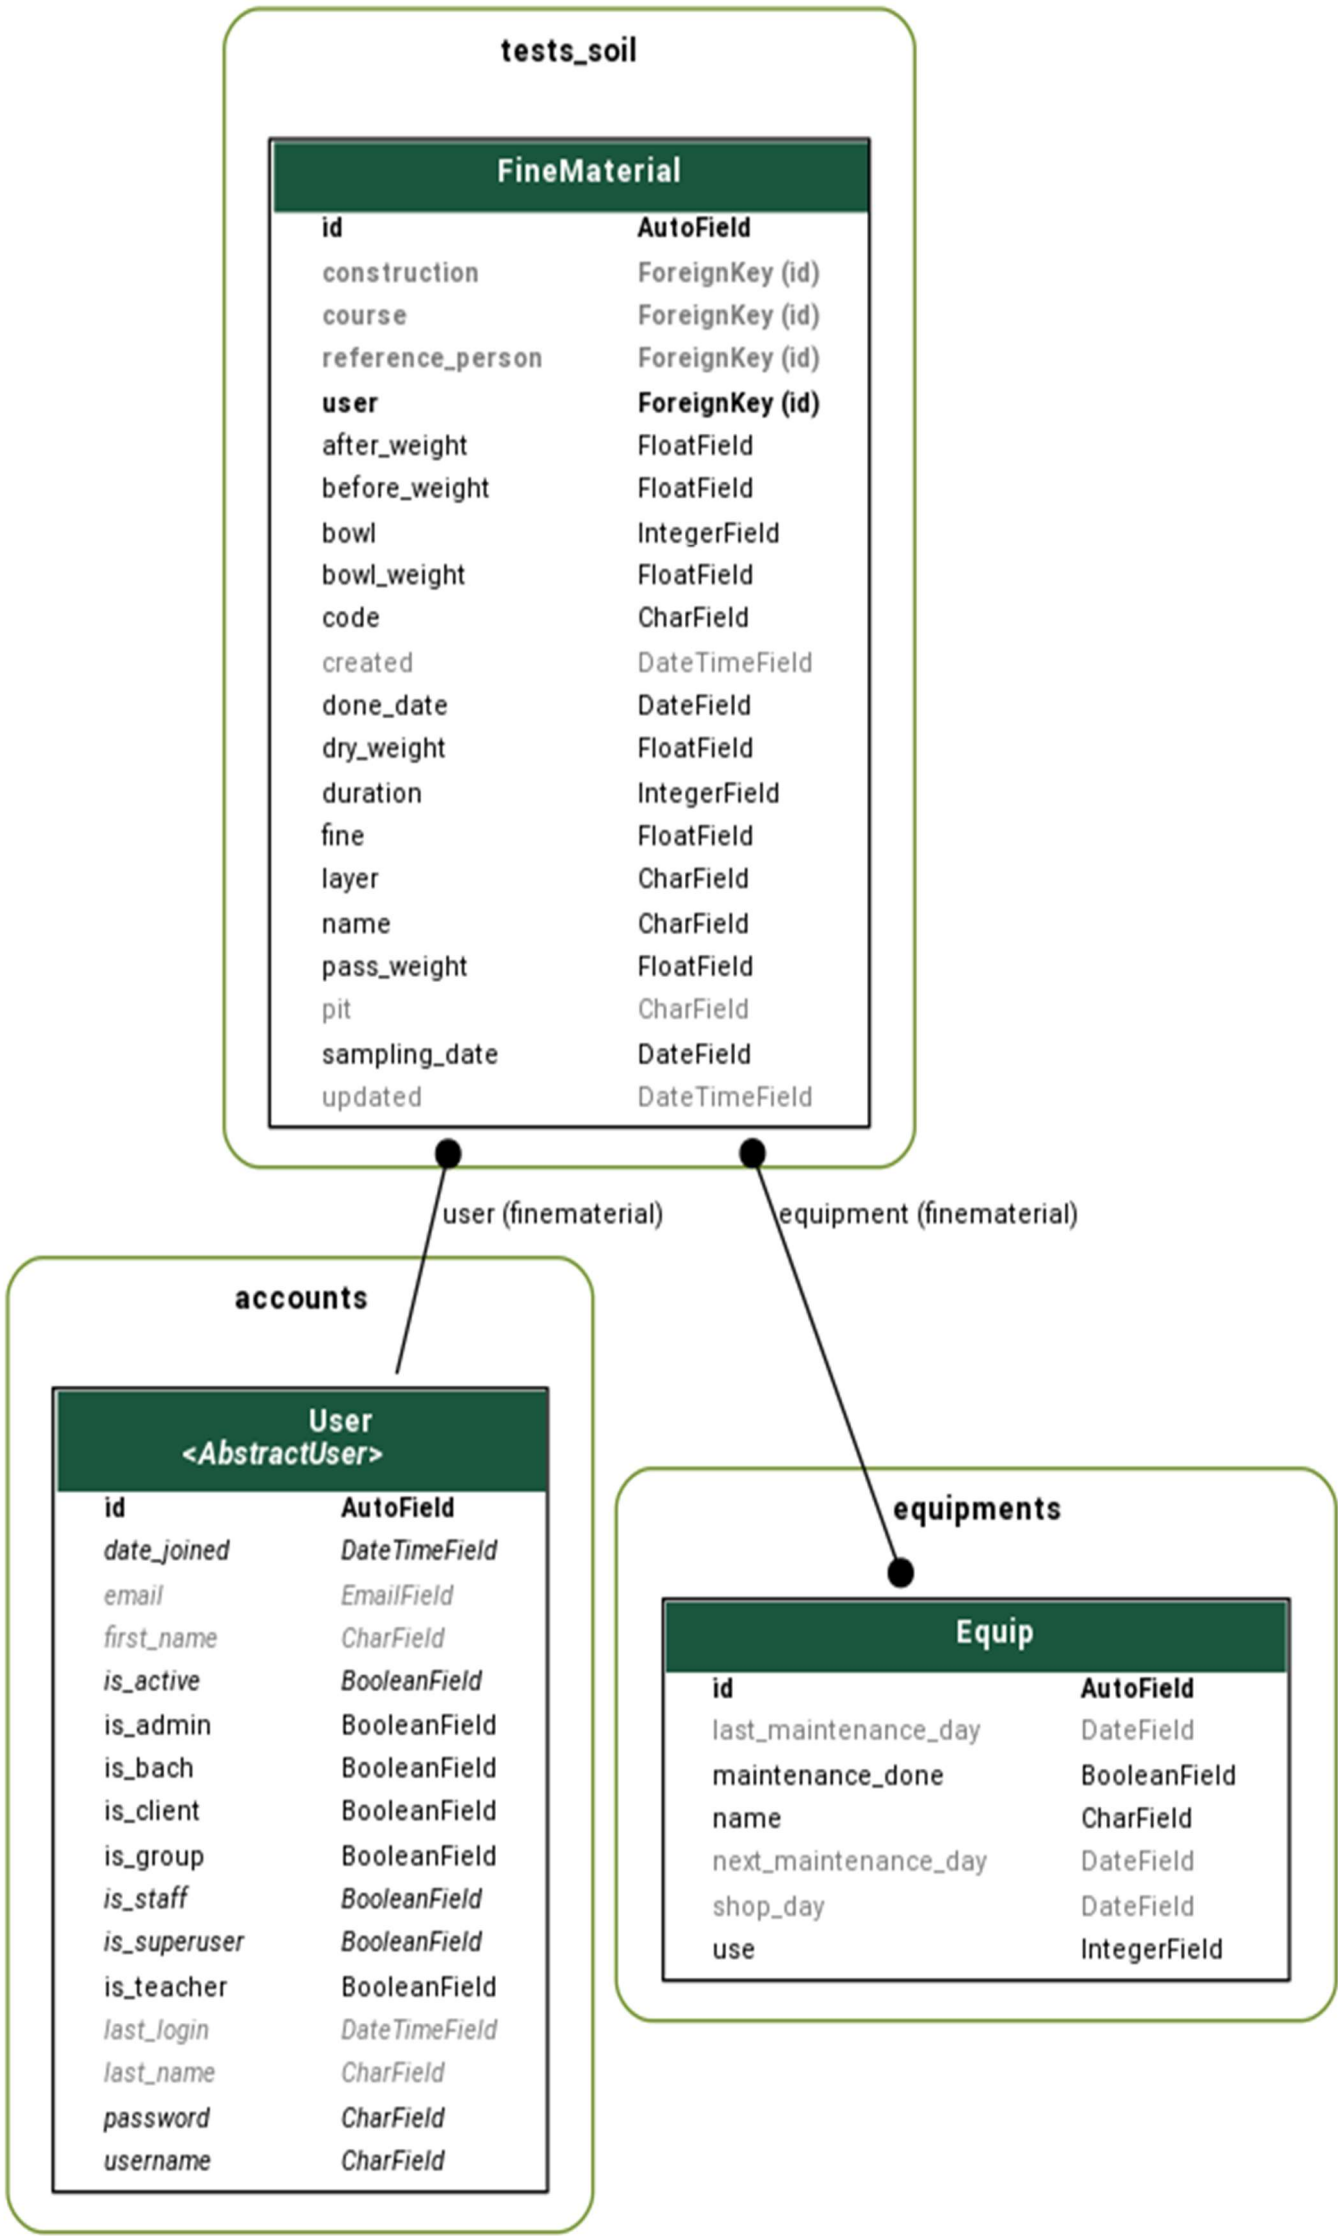 tests_soil
FineMaterial
id AutoField
construction ForeignKey (id)
course ForeignKey (id)
reference_person ForeignKey (id)
user ForeignKey (id)
after_weight FloatField
before_weight FloatField
bowl IntegerField
bowl_weight FloatField
code CharField
created DateTimeField
done_date DateField
dry_weight FloatField
duration IntegerField
fine FloatField
layer CharField
name CharField
pass_weight FloatField
pit CharField
sampling_date DateField
updated DateTimeField
user (finematerial)
equipment (finematerial)
accounts
User
<AbstractUser>
id AutoField
date_joined DateTimeField
email EmailField
first_name CharField
is_active BooleanField
is_admin BooleanField
is_bach BooleanField
is_client BooleanField
is_group BooleanField
is_staff BooleanField
is_superuser BooleanField
is_teacher BooleanField
last_login DateTimeField
last_name CharField
password CharField
username CharField
equipments
Equip
id AutoField
last_maintenance_day DateField
maintenance_done BooleanField
name CharField
next_maintenance_day DateField
shop_day DateField
use IntegerField